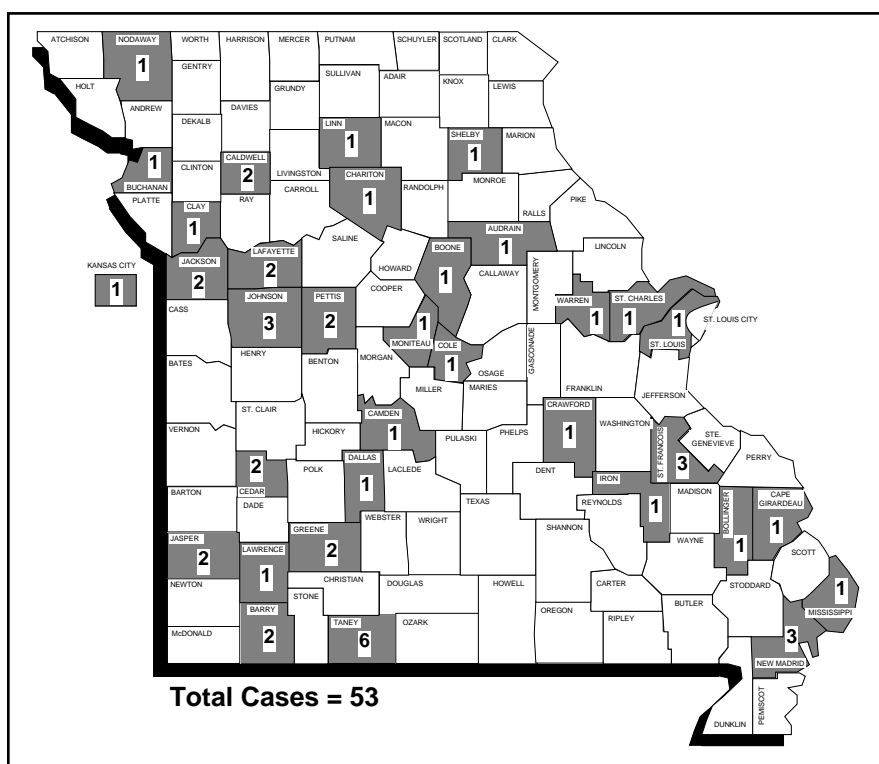 ATCHISON NODAWAY WORTH HARRISON MERCER PUTNAM SCHUYLER SCOTLAND CLARK
1
GENTRY SULLIVAN ADAIR KNOX LEWIS
HOLT GRUNDY
ANDREW DEKALB DAVIES LINN MACON SHELBY MARION
1 1
1 CLINTON CALDWELL LIVINGSTON CHARITON
BUCHANAN 2 CARROLL 1 RANDOLPH MONROE
PLATTE CLAY RAY RALLS PIKE
1 SALINE AUDRAIN
1
KANSAS CITY JACKSON LAFAYETTE HOWARD BOONE LINCOLN
1 2 2 1 CALLAWAY MONTGOMERY
COOPER
CASS JOHNSON PETTIS WARREN ST. CHARLES
3 2 1 1 1 1 ST. LOUIS CITY
MONITEAU COLE ST. LOUIS
1 OSAGE GASCONADE
BATES HENRY BENTON MORGAN
MILLER MARIES FRANKLIN JEFFERSON
ST. CLAIR CAMDEN CRAWFORD WASHINGTON
VERNON HICKORY 1 PULASKI PHELPS 1 ST. FRANCOIS STE.
GENEVIEVE
2 POLK DALLAS LACLEDE DENT IRON 3 PERRY
CEDAR 1
BARTON DADE TEXAS REYNOLDS 1 MADISON BOLLINGER CAPE
GIRARDEAU
GREENE WEBSTER WRIGHT SHANNON 1 1
JASPER LAWRENCE 2 WAYNE SCOTT
2 1
CHRISTIAN DOUGLAS HOWELL CARTER STODDARD 1
NEWTON STONE MISSISSIPPI
BARRY TANEY OZARK OREGON RIPLEY BUTLER
McDONALD 2 6 3
NEW MADRID
Total Cases = 53
DUNKLIN PEMISCOT